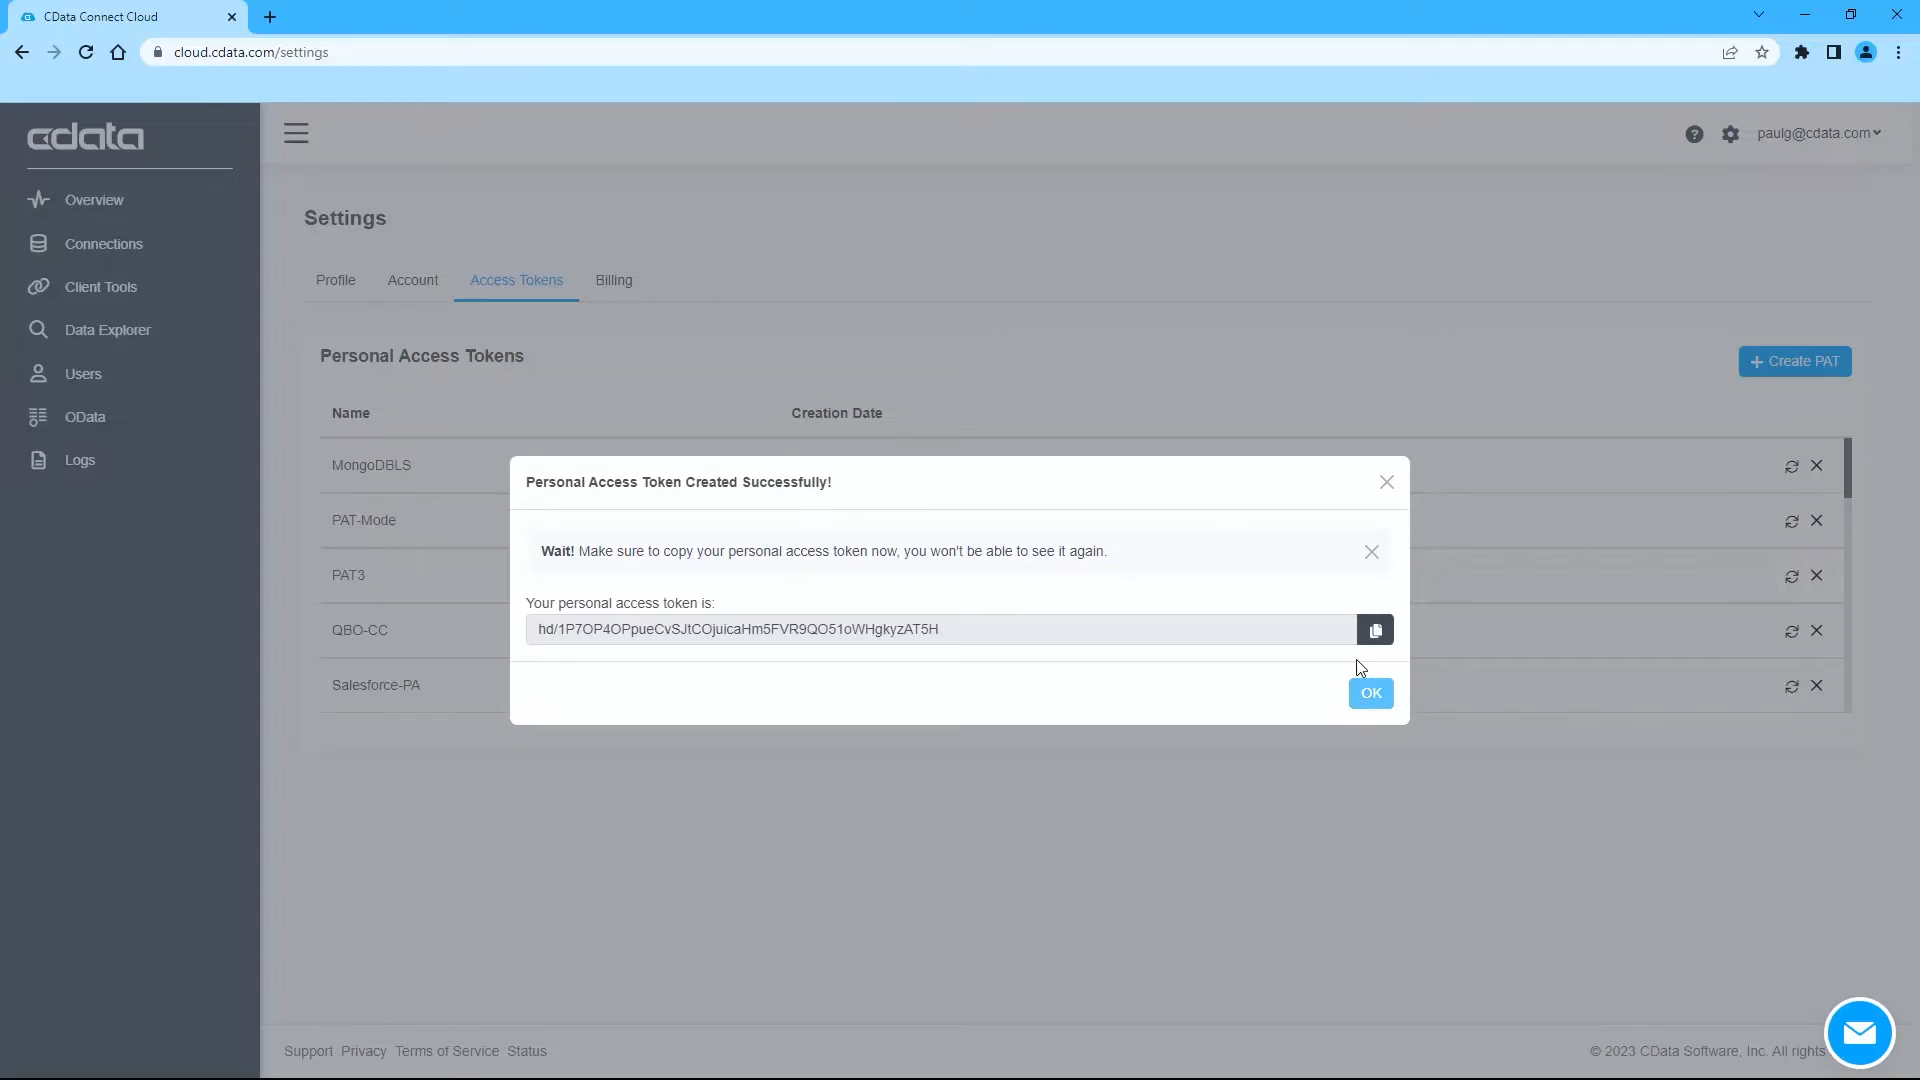 CData Connect Cloud
cloud.cdata.com/settings
cdata
paulg@cdata.com
Overview
Connections
Client Tools
Data Explorer
Users
OData
Logs
Settings
Profile Account Access Tokens Billing
Personal Access Tokens
+ Create PAT
Name Creation Date
MongoDBLS
PAT-Mode
PAT3
QBO-CC
Salesforce-PA
Personal Access Token Created Successfully!
Wait! Make sure to copy your personal access token now, you won't be able to see it again.
Your personal access token is:
hd/1P7OP4OPpueCvSJtCOjuicaHm5FVR9QO51oWHgkyzAT5H
OK
Support Privacy Terms of Service Status
© 2023 CData Software, Inc. All rights